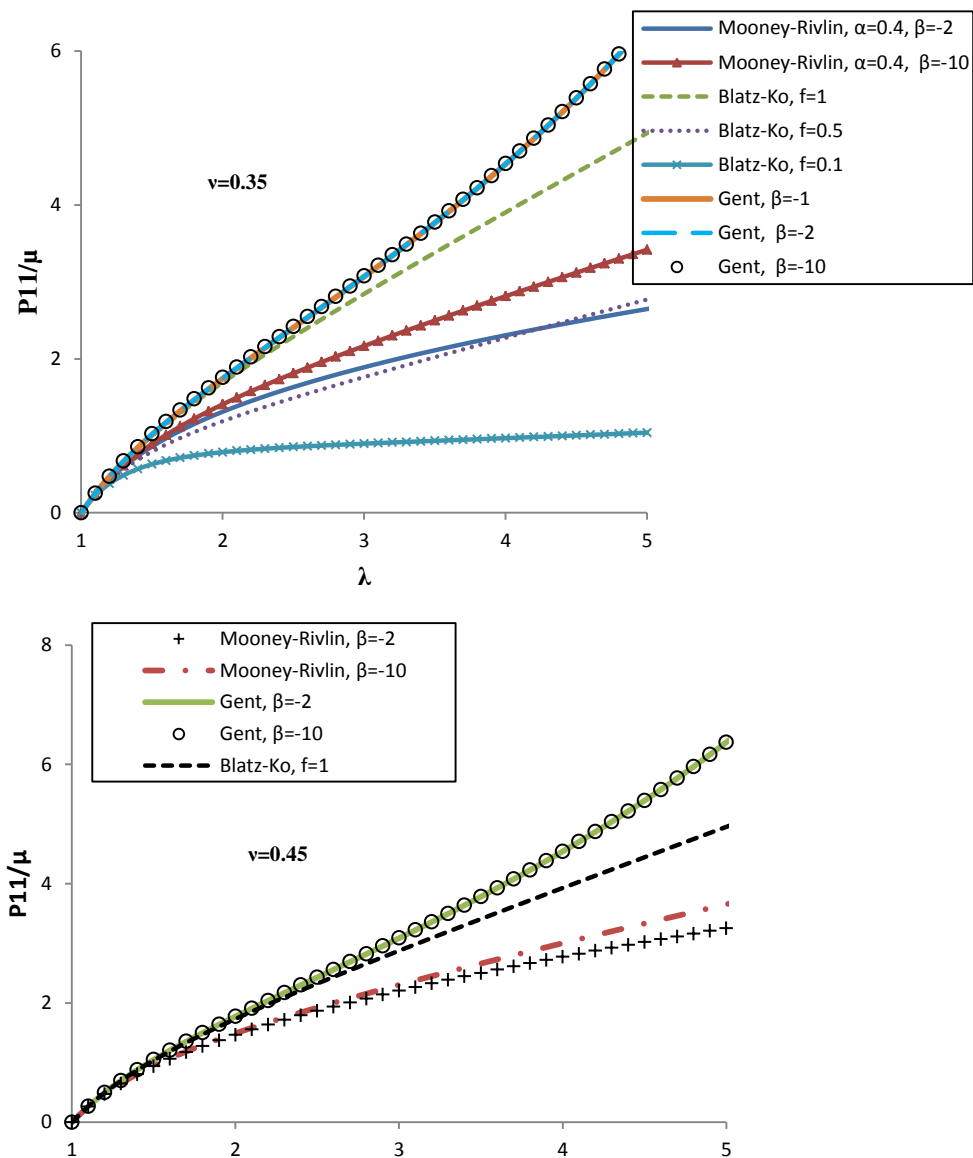 6
4
2
0
P11/μ
1
2
3
4
5
λ
ν=0.35
Mooney-Rivlin, α=0.4, β=-2
Mooney-Rivlin, α=0.4, β=-10
Blatz-Ko, f=1
Blatz-Ko, f=0.5
Blatz-Ko, f=0.1
Gent, β=-1
Gent, β=-2
Gent, β=-10
Mooney-Rivlin, β=-2
Mooney-Rivlin, β=-10
Gent, β=-2
Gent, β=-10
Blatz-Ko, f=1
8
6
4
2
0
P11/μ
ν=0.45
1
2
3
4
5